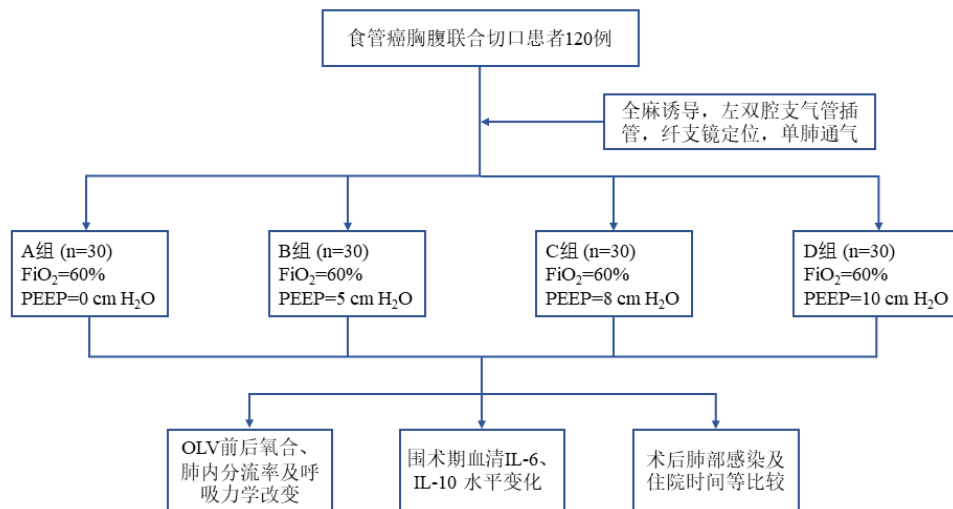 食管癌胸腹联合切口患者120例
全麻诱导，左双腔支气管插
管，纤支镜定位，单肺通气
A组 (n=30)
FiO₂=60%
PEEP=0 cm H₂O
B组 (n=30)
FiO₂=60%
PEEP=5 cm H₂O
C组 (n=30)
FiO₂=60%
PEEP=8 cm H₂O
D组 (n=30)
FiO₂=60%
PEEP=10 cm H₂O
OLV前后氧合、
肺内分流率及呼
吸力学改变
围术期血清IL-6、
IL-10 水平变化
术后肺部感染及
住院时间等比较